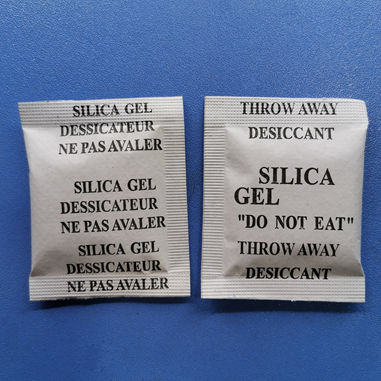 SILICA GEL
DESSICATEUR
NE PAS AVALER
SILICA GEL
DESSICATEUR
NE PAS AVALER
SILICA GEL
DESSICATEUR
NE PAS AVALER
THROW AWAY
DESICCANT
SILICA
GEL
"DO NOT EAT"
THROW AWAY
DESICCANT